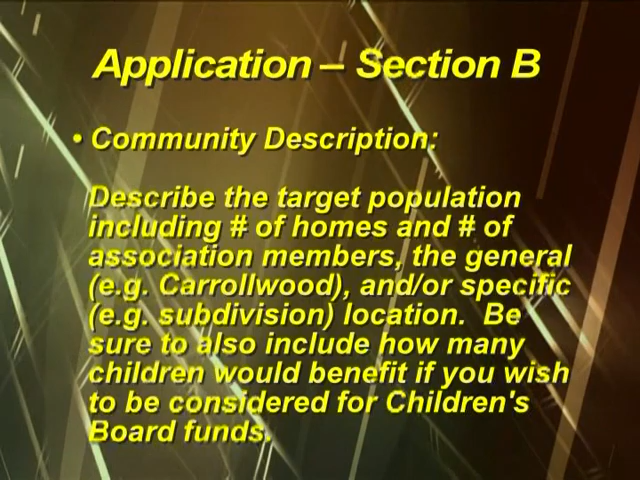 Application – Section B
• Community Description:
Describe the target population
including # of homes and # of
association members, the general
(e.g. Carrollwood), and/or specific
(e.g. subdivision) location.  Be
sure to also include how many
children would benefit if you wish
to be considered for Children's
Board funds.